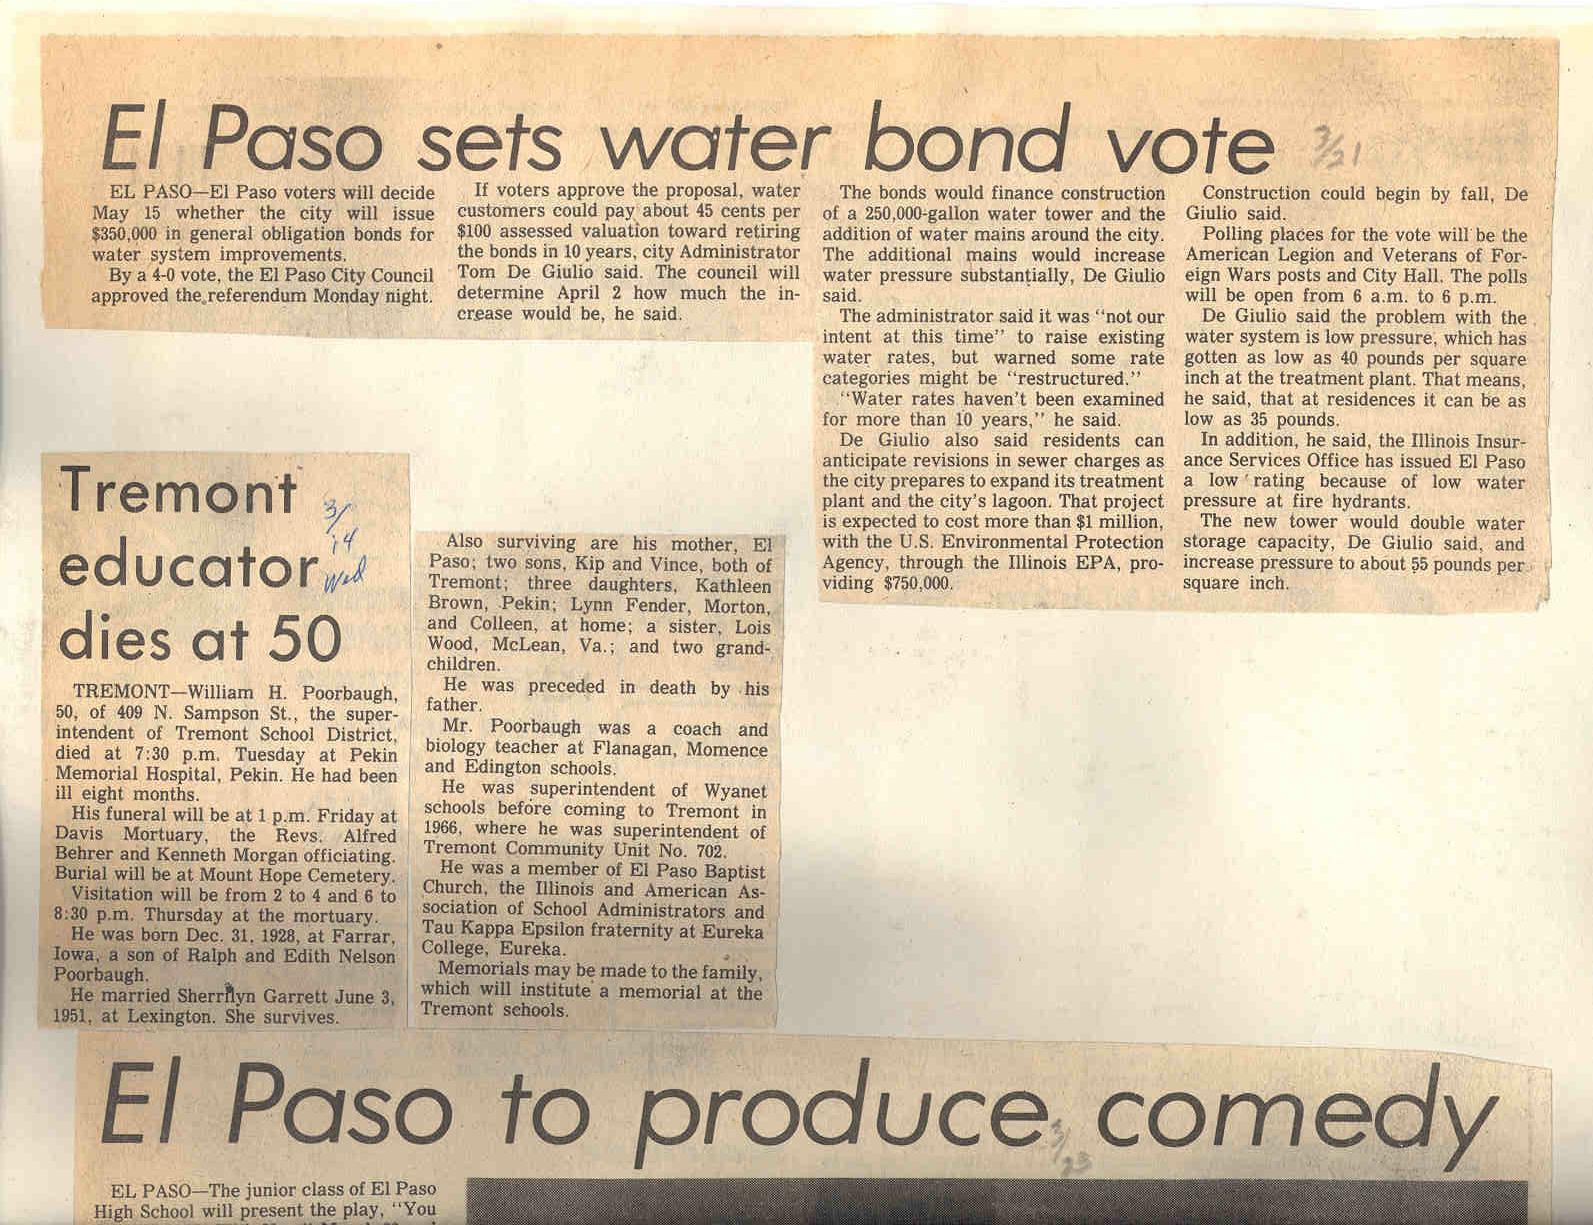 El Paso sets water bond vote 3/21
EL PASO—El Paso voters will decide
May 15 whether the city will issue
$350,000 in general obligation bonds for
water system improvements.
By a 4-0 vote, the El Paso City Council
approved the referendum Monday night.
If voters approve the proposal, water
customers could pay about 45 cents per
$100 assessed valuation toward retiring
the bonds in 10 years, city Administrator
Tom De Giulio said. The council will
determine April 2 how much the in-
crease would be, he said.
The bonds would finance construction
of a 250,000-gallon water tower and the
addition of water mains around the city.
The additional mains would increase
water pressure substantially, De Giulio
said.
The administrator said it was “not our
intent at this time” to raise existing
water rates, but warned some rate
categories might be “restructured.”
“Water rates haven’t been examined
for more than 10 years,” he said.
De Giulio also said residents can
anticipate revisions in sewer charges as
the city prepares to expand its treatment
plant and the city’s lagoon. That project
is expected to cost more than $1 million,
with the U.S. Environmental Protection
Agency, through the Illinois EPA, pro-
viding $750,000.
Construction could begin by fall, De
Giulio said.
Polling places for the vote will be the
American Legion and Veterans of For-
eign Wars posts and City Hall. The polls
will be open from 6 a.m. to 6 p.m.
De Giulio said the problem with the
water system is low pressure, which has
gotten as low as 40 pounds per square
inch at the treatment plant. That means,
he said, that at residences it can be as
low as 35 pounds.
In addition, he said, the Illinois Insur-
ance Services Office has issued El Paso
a low rating because of low water
pressure at fire hydrants.
The new tower would double water
storage capacity, De Giulio said, and
increase pressure to about 55 pounds per
square inch.
Tremont
educator
dies at 50
3/
14
Wed
TREMONT—William H. Poorbaugh,
50, of 409 N. Sampson St., the super-
intendent of Tremont School District,
died at 7:30 p.m. Tuesday at Pekin
Memorial Hospital, Pekin. He had been
ill eight months.
His funeral will be at 1 p.m. Friday at
Davis Mortuary, the Revs. Alfred
Behrer and Kenneth Morgan officiating.
Burial will be at Mount Hope Cemetery.
Visitation will be from 2 to 4 and 6 to
8:30 p.m. Thursday at the mortuary.
He was born Dec. 31, 1928, at Farrar,
Iowa, a son of Ralph and Edith Nelson
Poorbaugh.
He married Sherrilyn Garrett June 3,
1951, at Lexington. She survives.
Also surviving are his mother, El
Paso; two sons, Kip and Vince, both of
Tremont; three daughters, Kathleen
Brown, Pekin; Lynn Fender, Morton,
and Colleen, at home; a sister, Lois
Wood, McLean, Va.; and two grand-
children.
He was preceded in death by his
father.
Mr. Poorbaugh was a coach and
biology teacher at Flanagan, Momence
and Edington schools.
He was superintendent of Wyanet
schools before coming to Tremont in
1966, where he was superintendent of
Tremont Community Unit No. 702.
He was a member of El Paso Baptist
Church, the Illinois and American As-
sociation of School Administrators and
Tau Kappa Epsilon fraternity at Eureka
College, Eureka.
Memorials may be made to the family,
which will institute a memorial at the
Tremont schools.
El Paso to produce comedy
3/
23
EL PASO—The junior class of El Paso
High School will present the play, “You